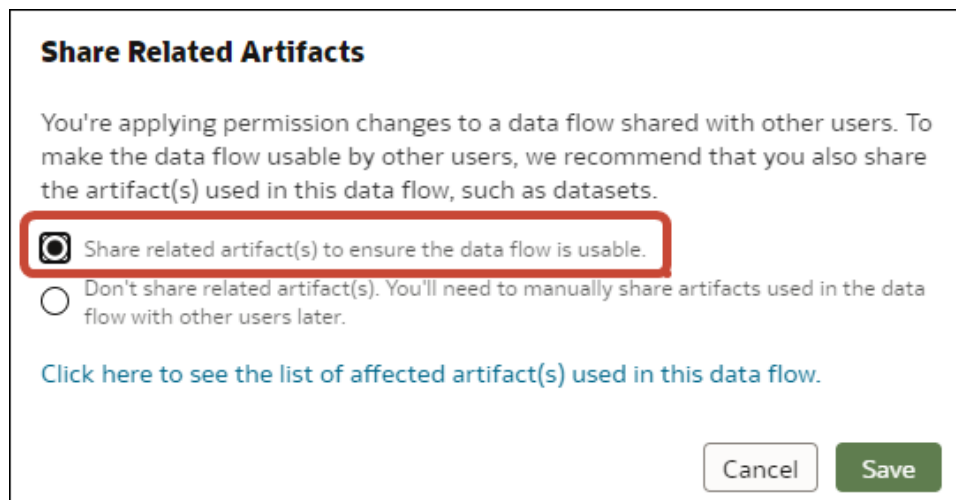 Share Related Artifacts
You're applying permission changes to a data flow shared with other users. To
make the data flow usable by other users, we recommend that you also share
the artifact(s) used in this data flow, such as datasets.
Share related artifact(s) to ensure the data flow is usable.
Don't share related artifact(s). You'll need to manually share artifacts used in the data
flow with other users later.
Click here to see the list of affected artifact(s) used in this data flow.
Cancel
Save